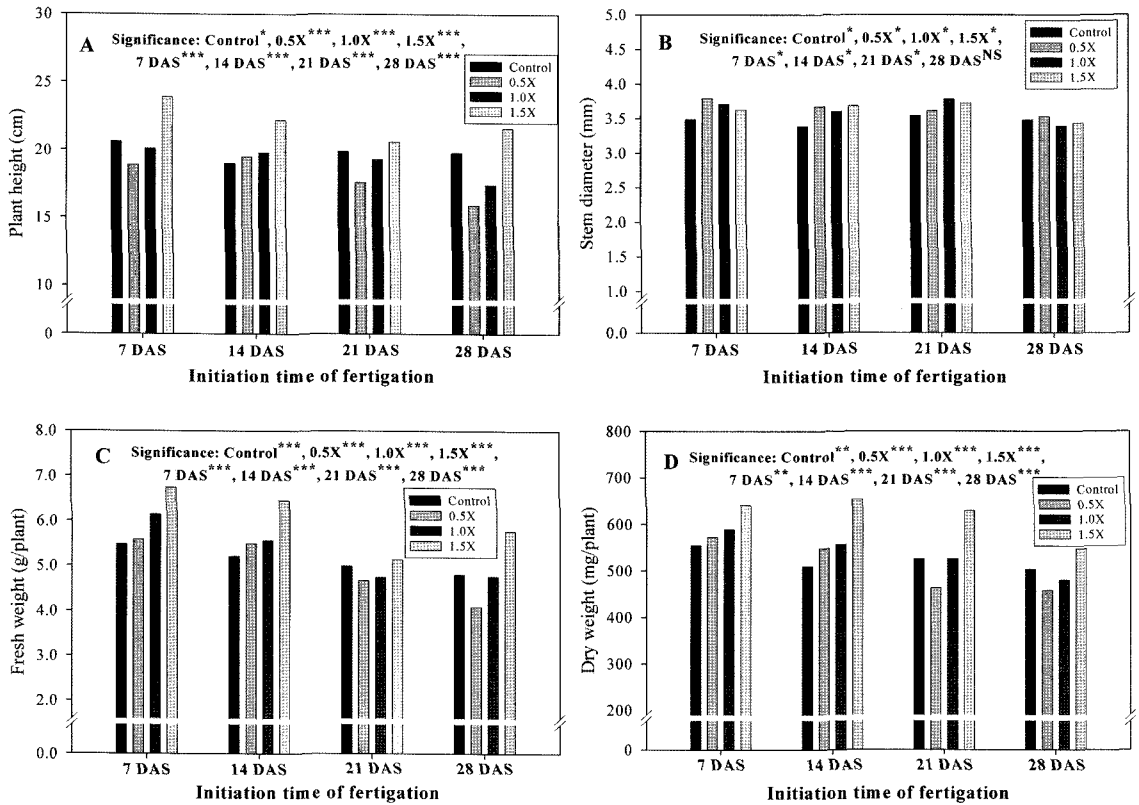 A
Significance: Control*, 0.5X***, 1.0X***, 1.5X***,
7 DAS***, 14 DAS***, 21 DAS***, 28 DAS***
Control
0.5X
1.0X
1.5X
30
25
20
15
10
0
Plant height (cm)
7 DAS 14 DAS 21 DAS 28 DAS
Initiation time of fertigation
B
Significance: Control*, 0.5X*, 1.0X*, 1.5X*,
7 DAS*, 14 DAS*, 21 DAS*, 28 DAS NS
Control
0.5X
1.0X
1.5X
5.0
4.5
4.0
3.5
3.0
2.5
2.0
1.5
1.0
0.0
Stem diameter (mm)
7 DAS 14 DAS 21 DAS 28 DAS
Initiation time of fertigation
C
Significance: Control***, 0.5X***, 1.0X***, 1.5X***,
7 DAS***, 14 DAS***, 21 DAS***, 28 DAS***
Control
0.5X
1.0X
1.5X
8.0
7.0
6.0
5.0
4.0
3.0
2.0
0.0
Fresh weight (g/plant)
7 DAS 14 DAS 21 DAS 28 DAS
Initiation time of fertigation
D
Significance: Control**, 0.5X***, 1.0X***, 1.5X***,
7 DAS**, 14 DAS***, 21 DAS***, 28 DAS***
Control
0.5X
1.0X
1.5X
800
700
600
500
400
300
200
0
Dry weight (mg/plant)
7 DAS 14 DAS 21 DAS 28 DAS
Initiation time of fertigation